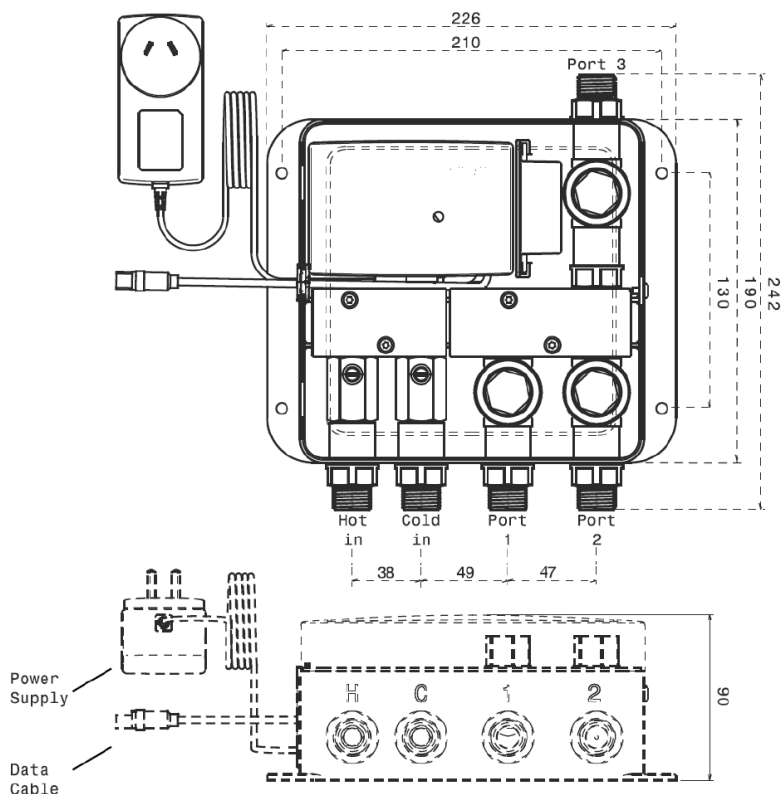 226
210
Port 3
130
190
242
Hot
in
Cold
in
Port
1
Port
2
38
49
47
Power
Supply
Data
Cable
H
C
1
2
90